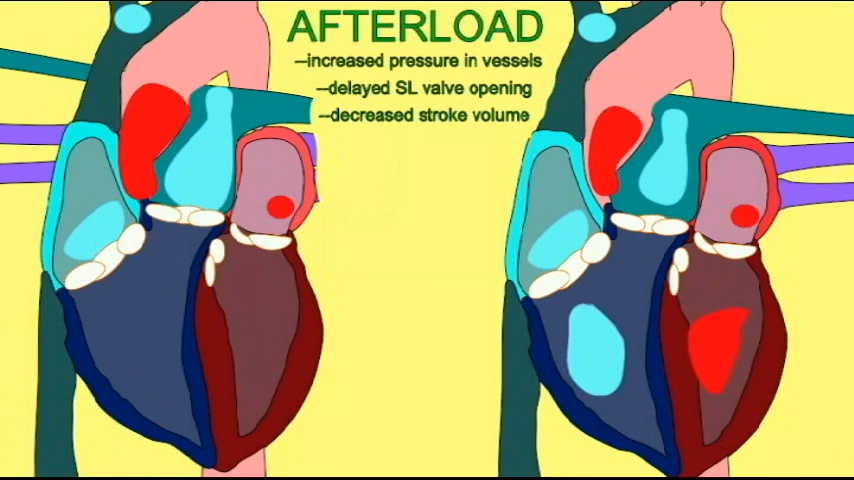 AFTERLOAD
--increased pressure in vessels
--delayed SL valve opening
--decreased stroke volume